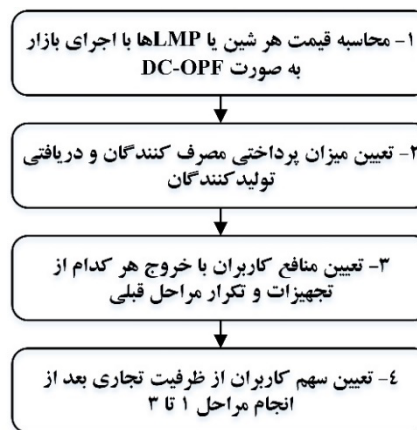 ۱- محاسبه قیمت هر شین یا LMPها با اجرای بازار
به صورت DC-OPF
۲- تعیین میزان پرداختی مصرف کنندگان و دریافتی
تولیدکنندگان
۳- تعیین منافع کاربران با خروج هر کدام از
تجهیزات و تکرار مراحل قبلی
٤- تعیین سهم کاربران از ظرفیت تجاری بعد از
انجام مراحل ۱ تا ۳